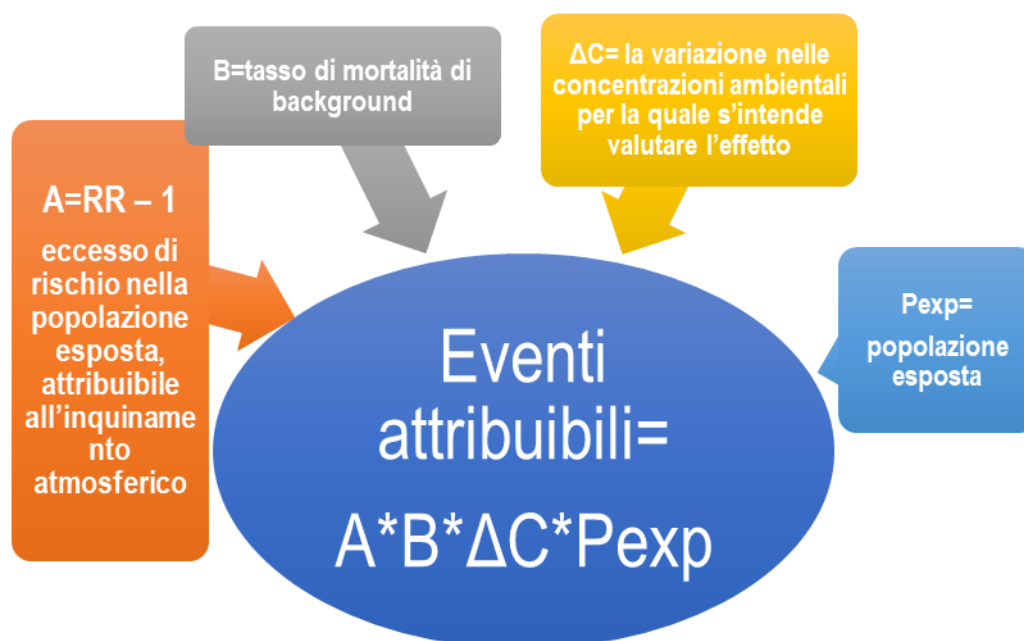 B=tasso di mortalità di
background
ΔC= la variazione nelle
concentrazioni ambientali
per la quale s’intende
valutare l’effetto
A=RR – 1
eccesso di
rischio nella
popolazione
esposta,
attribuibile
all’inquiname
nto
atmosferico
Pexp=
popolazione
esposta
Eventi
attribuibili=
A*B*ΔC*Pexp